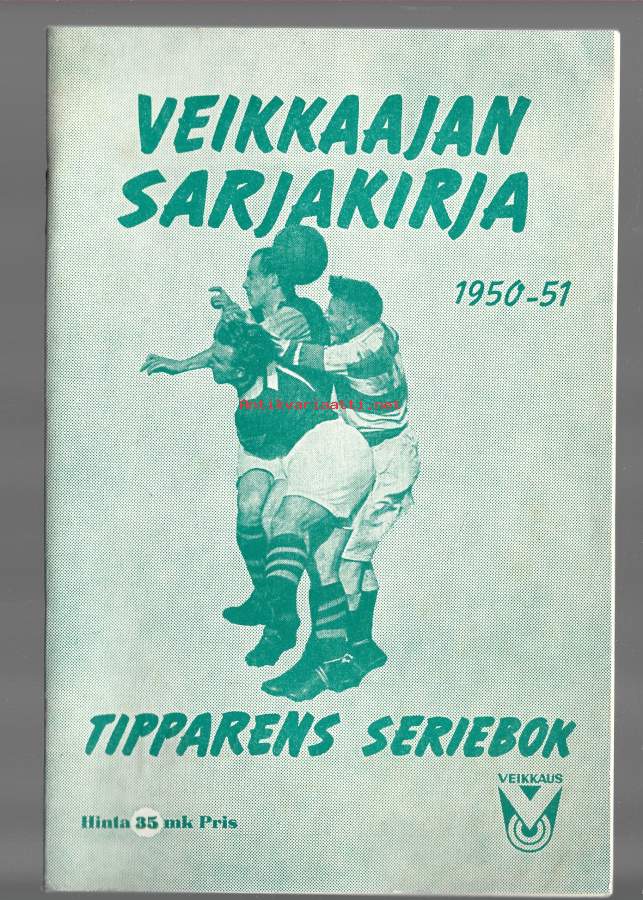 VEIKKAAJAN
SARJAKIRJA
1950-51
Antikvariaatti.net
TIPPARENS SERIEBOK
VEIKKAUS
Hinta 35 mk Pris